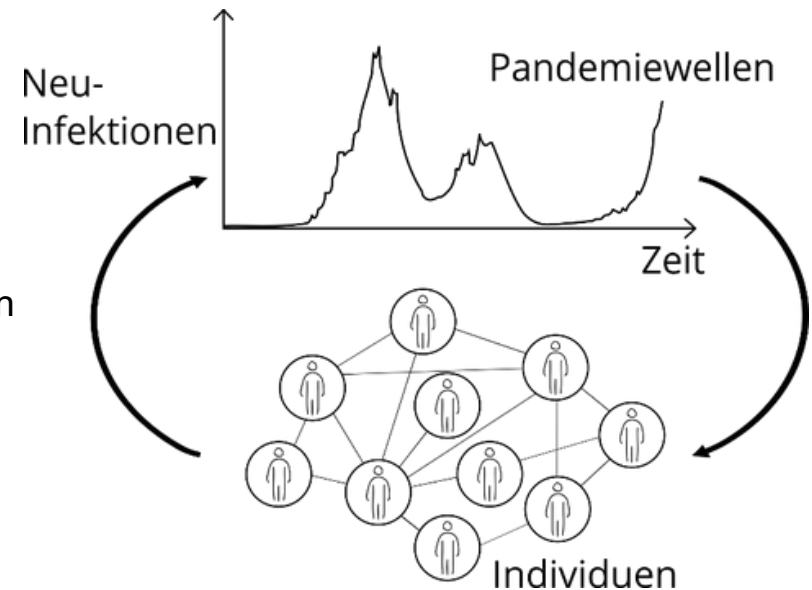 Neu-
Infektionen
Pandemiewellen
Zeit
n
Individuen